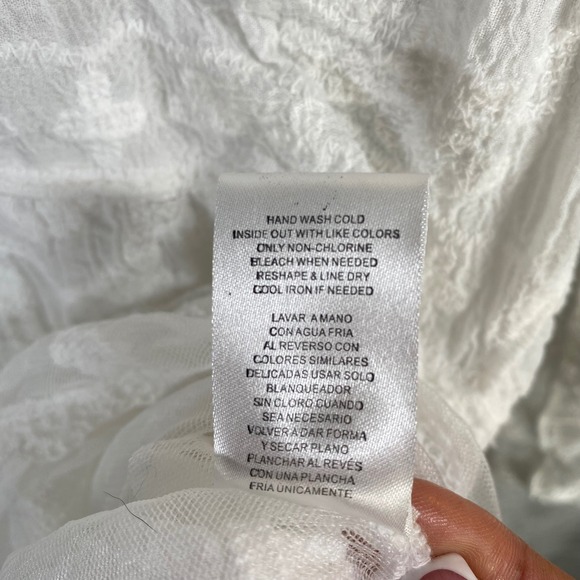 HAND WASH COLD
INSIDE OUT WITH LIKE COLORS
ONLY NON-CHLORINE
BLEACH WHEN NEEDED
RESHAPE & LINE DRY
COOL IRON IF NEEDED
LAVAR A MANO
CON AGUA FRIA
AL REVERSO CON
COLORES SIMILARES
DELICADAS USAR SOLO
BLANQUEADOR
SIN CLORO CUANDO
SEA NECESARIO
VOLVER A DAR FORMA
Y SECAR PLANO
PLANCHAR AL REVÉS
CON UNA PLANCHA
FRIA UNICAMENTE